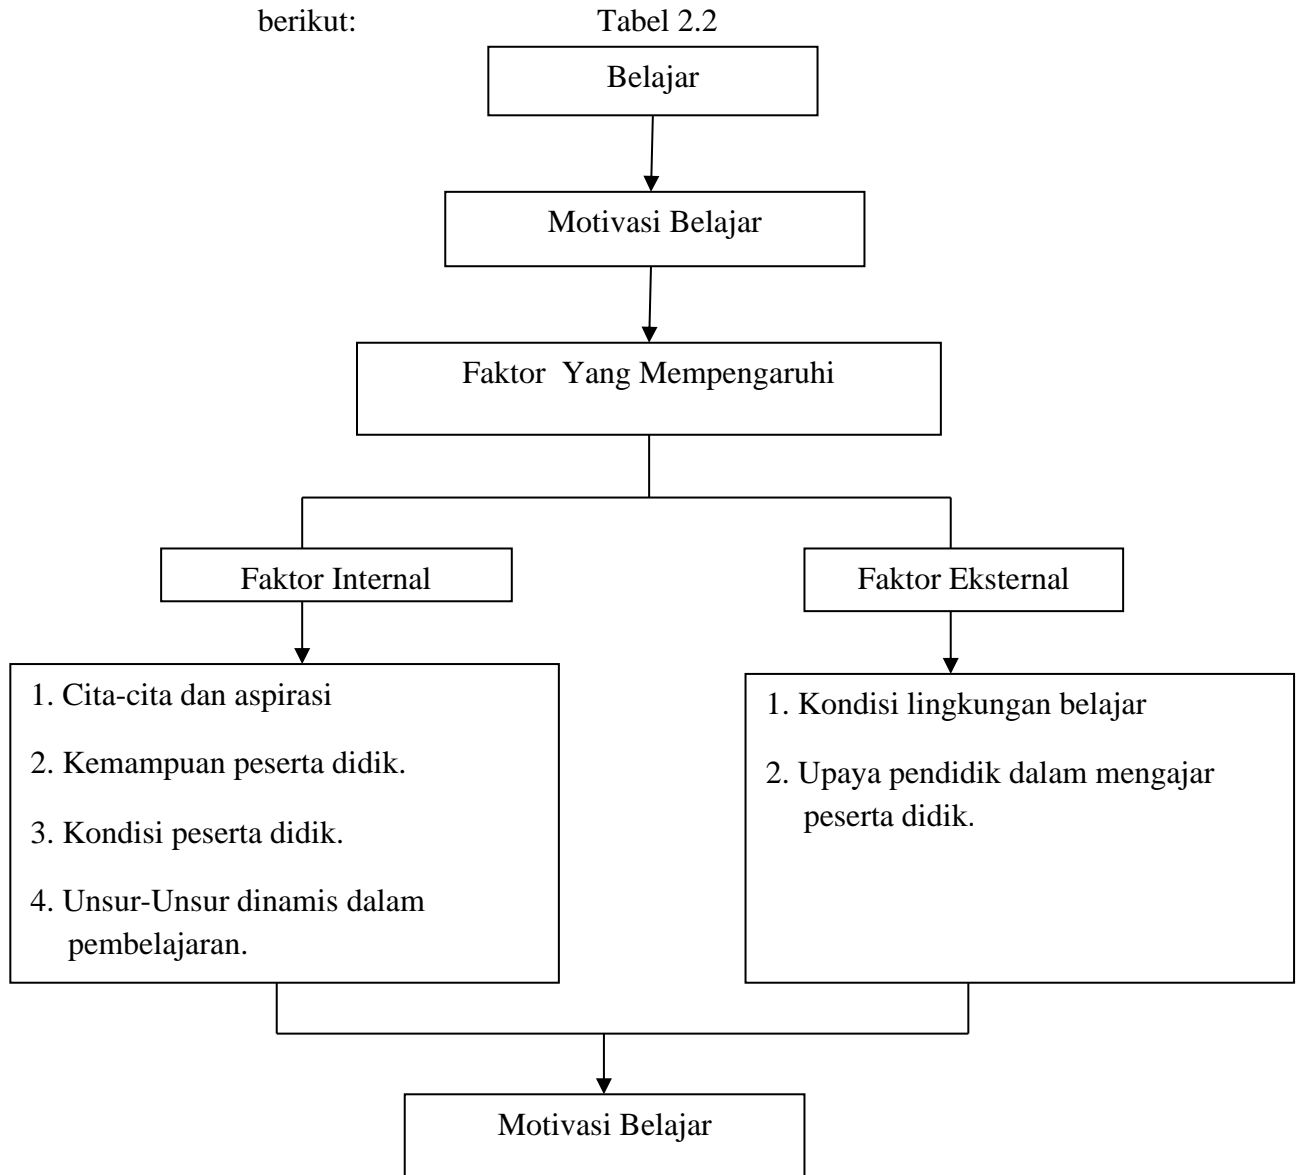 berikut: Tabel 2.2
Belajar
Motivasi Belajar
Faktor Yang Mempengaruhi
Faktor Internal
Faktor Eksternal
1. Cita-cita dan aspirasi
2. Kemampuan peserta didik.
3. Kondisi peserta didik.
4. Unsur-Unsur dinamis dalam
pembelajaran.
1. Kondisi lingkungan belajar
2. Upaya pendidik dalam mengajar
peserta didik.
Motivasi Belajar